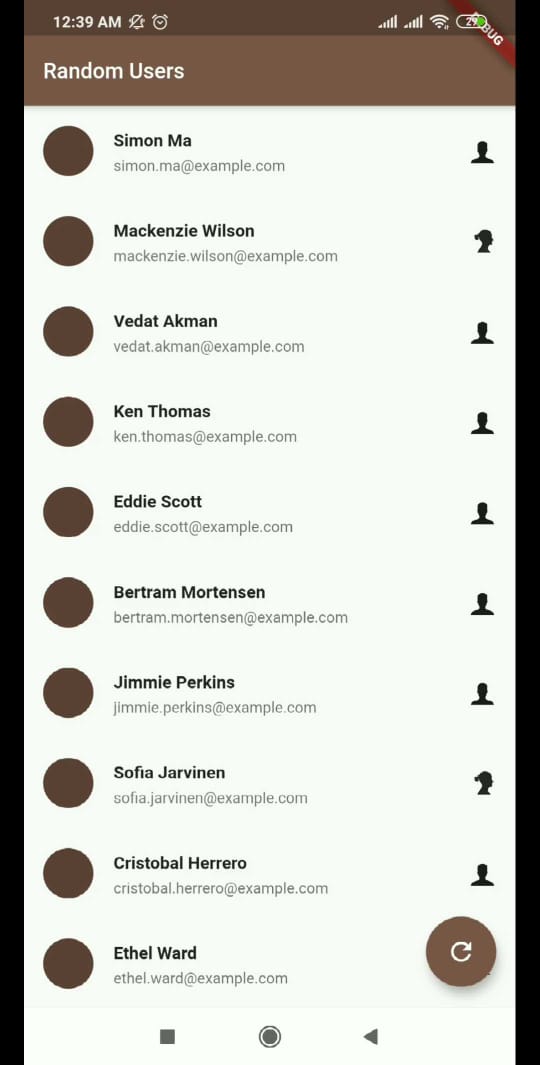 12:39 AM
29
DEBUG
Random Users
Simon Ma
simon.ma@example.com
Mackenzie Wilson
mackenzie.wilson@example.com
Vedat Akman
vedat.akman@example.com
Ken Thomas
ken.thomas@example.com
Eddie Scott
eddie.scott@example.com
Bertram Mortensen
bertram.mortensen@example.com
Jimmie Perkins
jimmie.perkins@example.com
Sofia Jarvinen
sofia.jarvinen@example.com
Cristobal Herrero
cristobal.herrero@example.com
Ethel Ward
ethel.ward@example.com